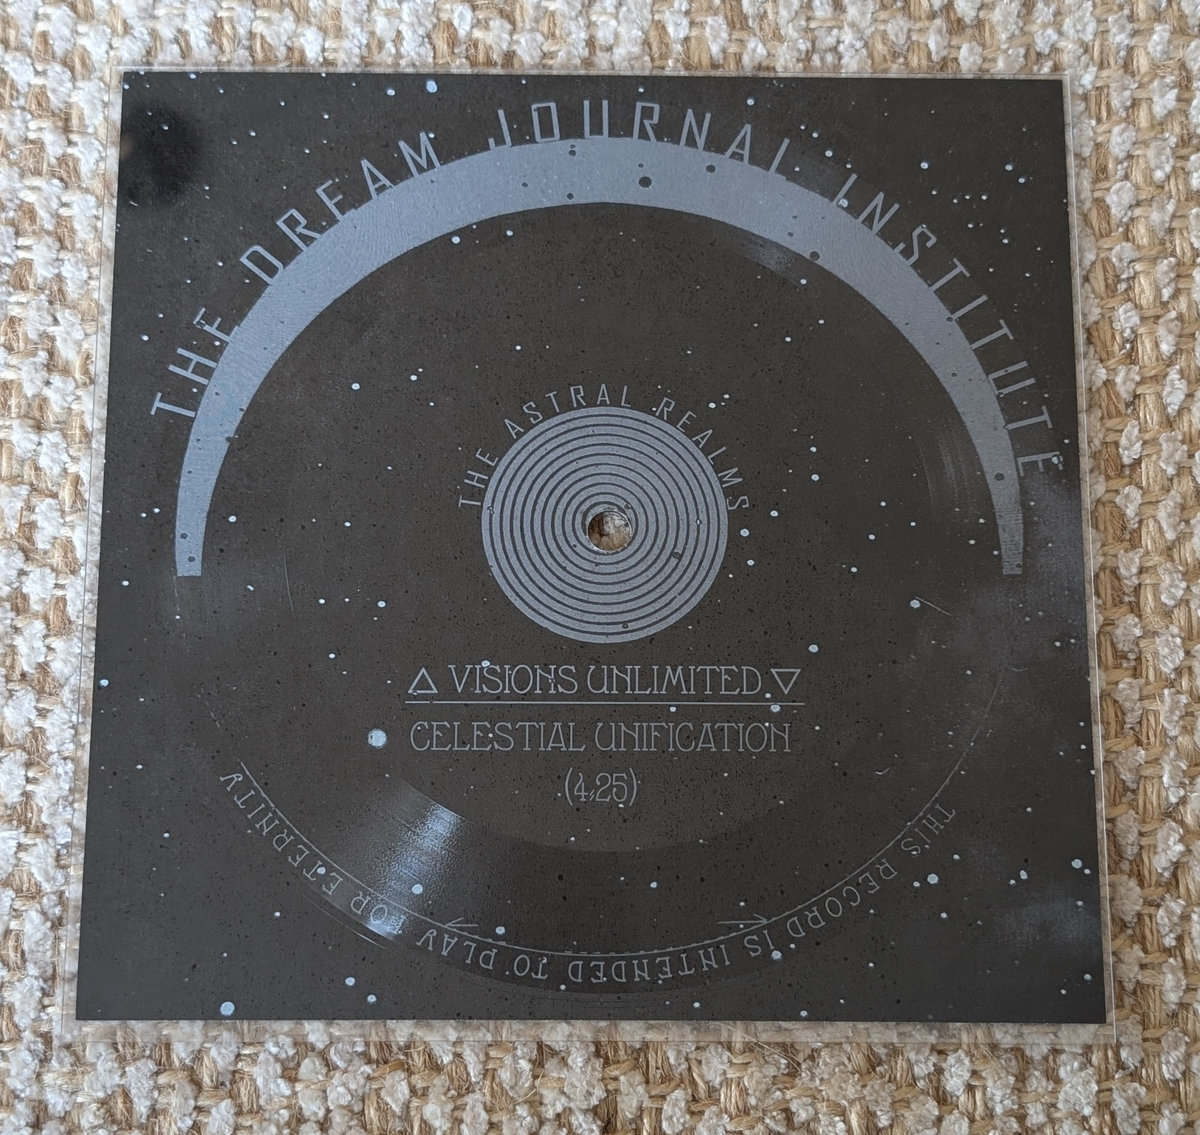 THE DREAM JOURNAL INSTITUTE
THE ASTRAL REALMS
△ VISIONS UNLIMITED ▽
CELESTIAL UNIFICATION
(4:25)
THIS RECORD IS INTENDED TO PLAY FOR ETERNITY